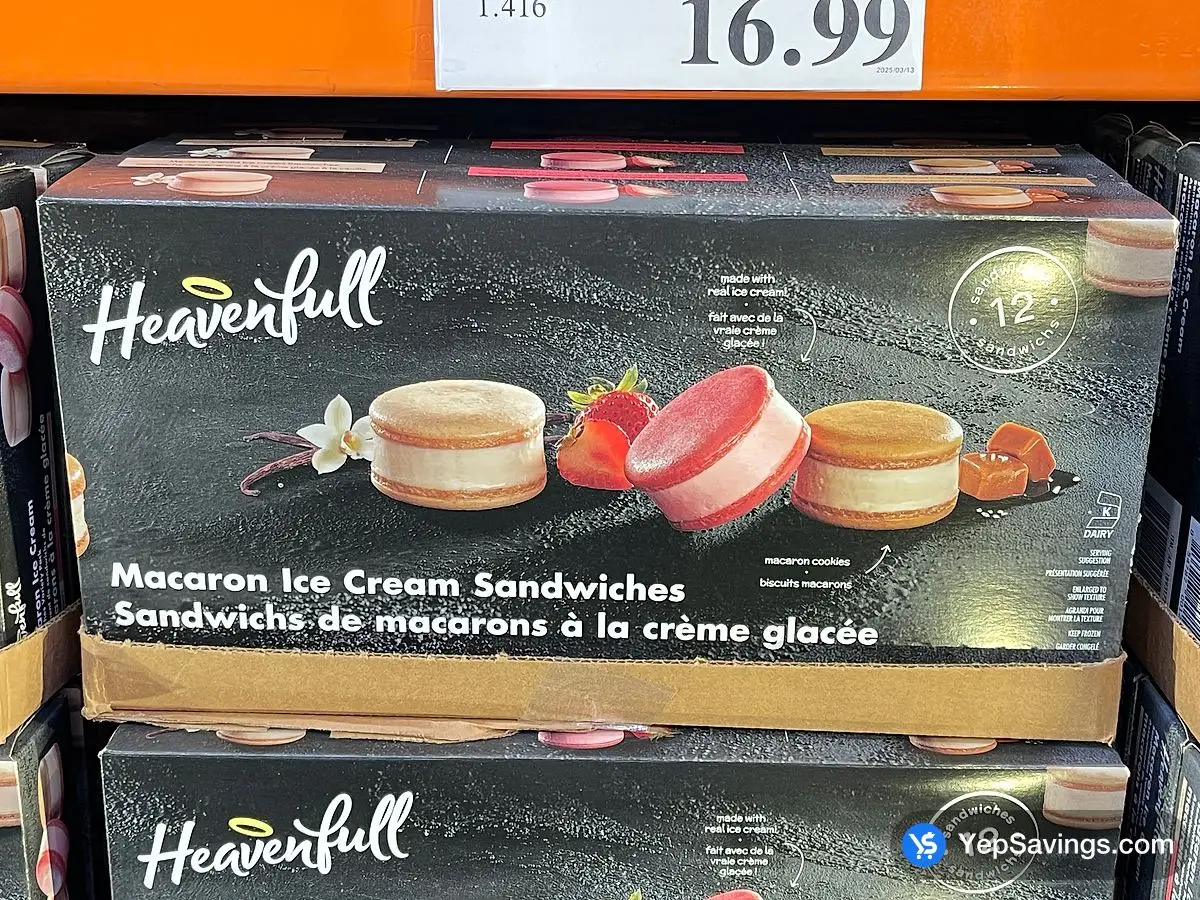 1.416
16.99
2025/03/13
Heavenfull
made with
real ice cream!
fait avec de la
vraie crème
glacée !
sandwiches
12
sandwichs
macaron cookies
biscuits macarons
K
DAIRY
SERVING
SUGGESTION
PRÉSENTATION SUGGÉRÉE
ENLARGED TO
SHOW TEXTURE
AGRANDI POUR
MONTRER LA TEXTURE
KEEP FROZEN
GARDER CONGELÉ
Macaron Ice Cream Sandwiches
Sandwichs de macarons à la crème glacée
Heavenfull
made with
real ice cream!
fait avec de la
vraie crème
glacée !
sandwiches
12
sandwichs
YepSavings.com